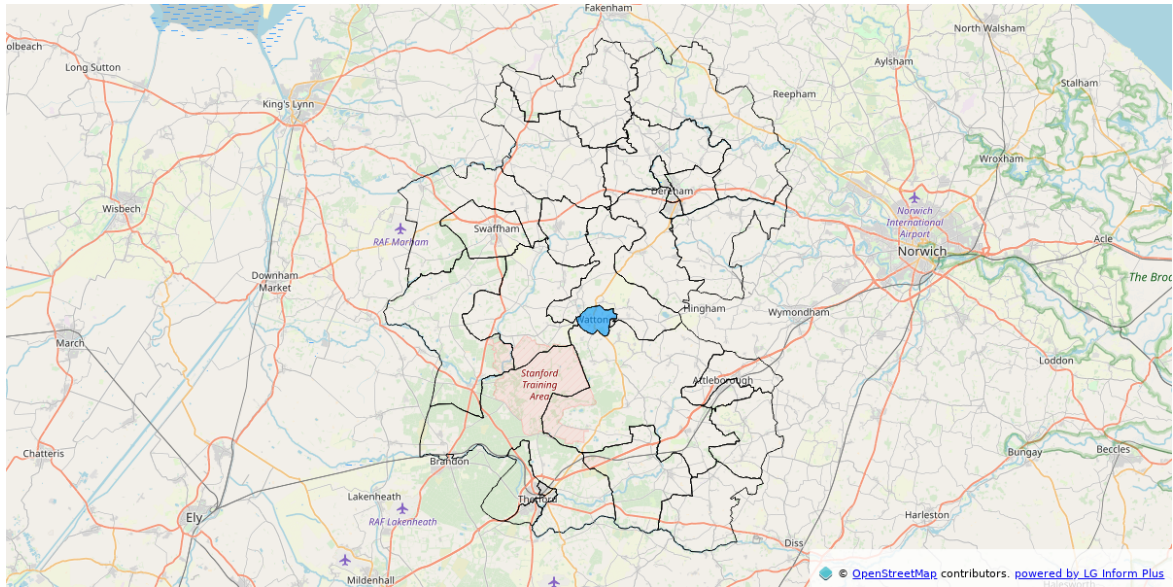 Fakenham
North Walsham
olbeach
Long Sutton
Aylsham
Stalham
Reepham
King's Lynn
Wroxham
Dereham
Wisbech
Norwich
International
Airport
Swaffham
RAF Marham
Acle
Norwich
The Broa
Downham
Market
Hingham
Wymondham
Watton
March
Loddon
Stanford
Training
Area
Attleborough
Chatteris
Brandon
Bungay
Beccles
Lakenheath
Thetford
RAF Lakenheath
Ely
Harleston
Diss
Mildenhall
© OpenStreetMap contributors. powered by LG Inform Plus